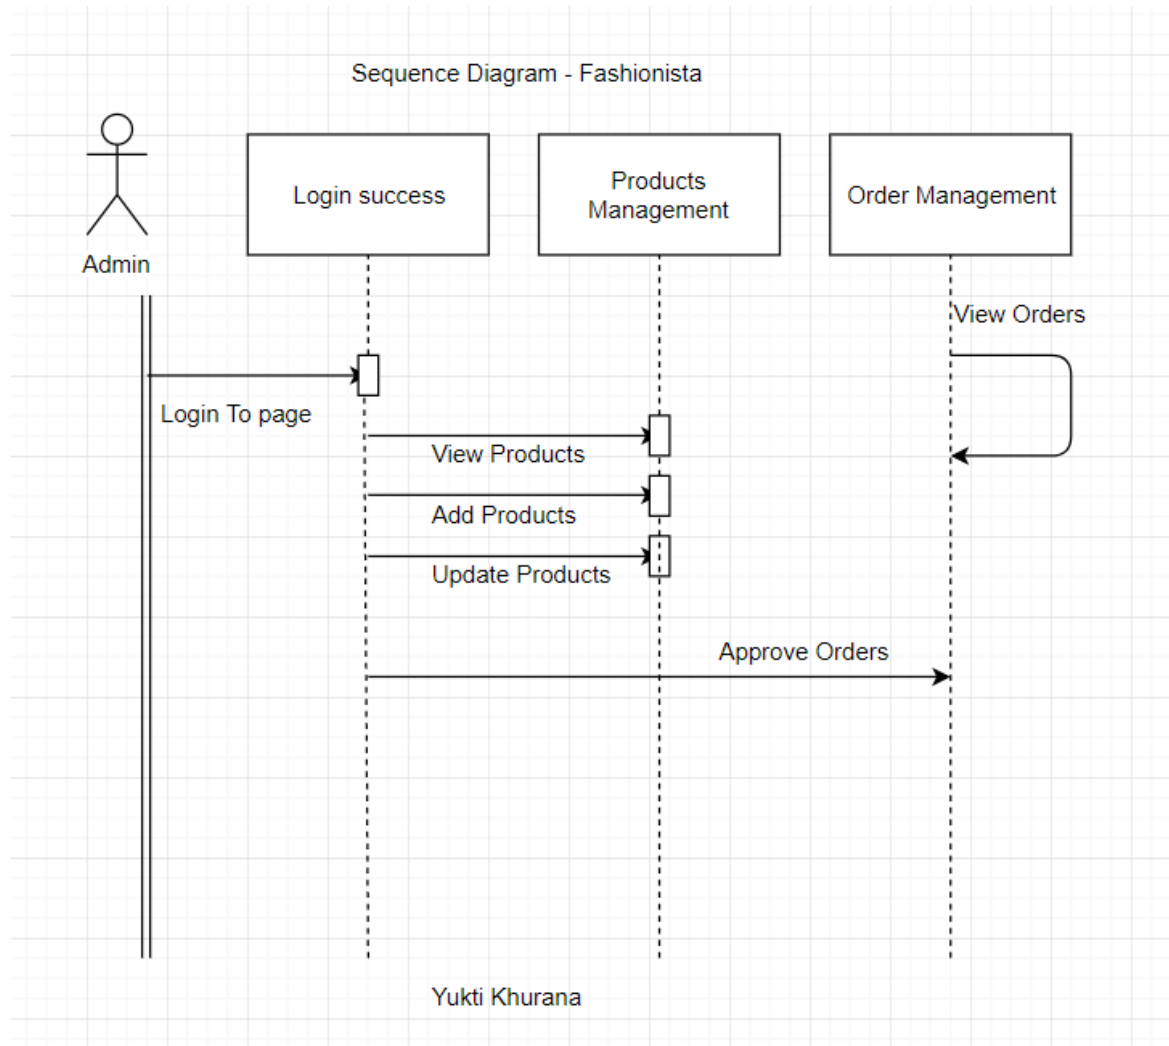 Sequence Diagram - Fashionista
Login success
Products
Management
Order Management
Admin
View Orders
Login To page
View Products
Add Products
Update Products
Approve Orders
Yukti Khurana